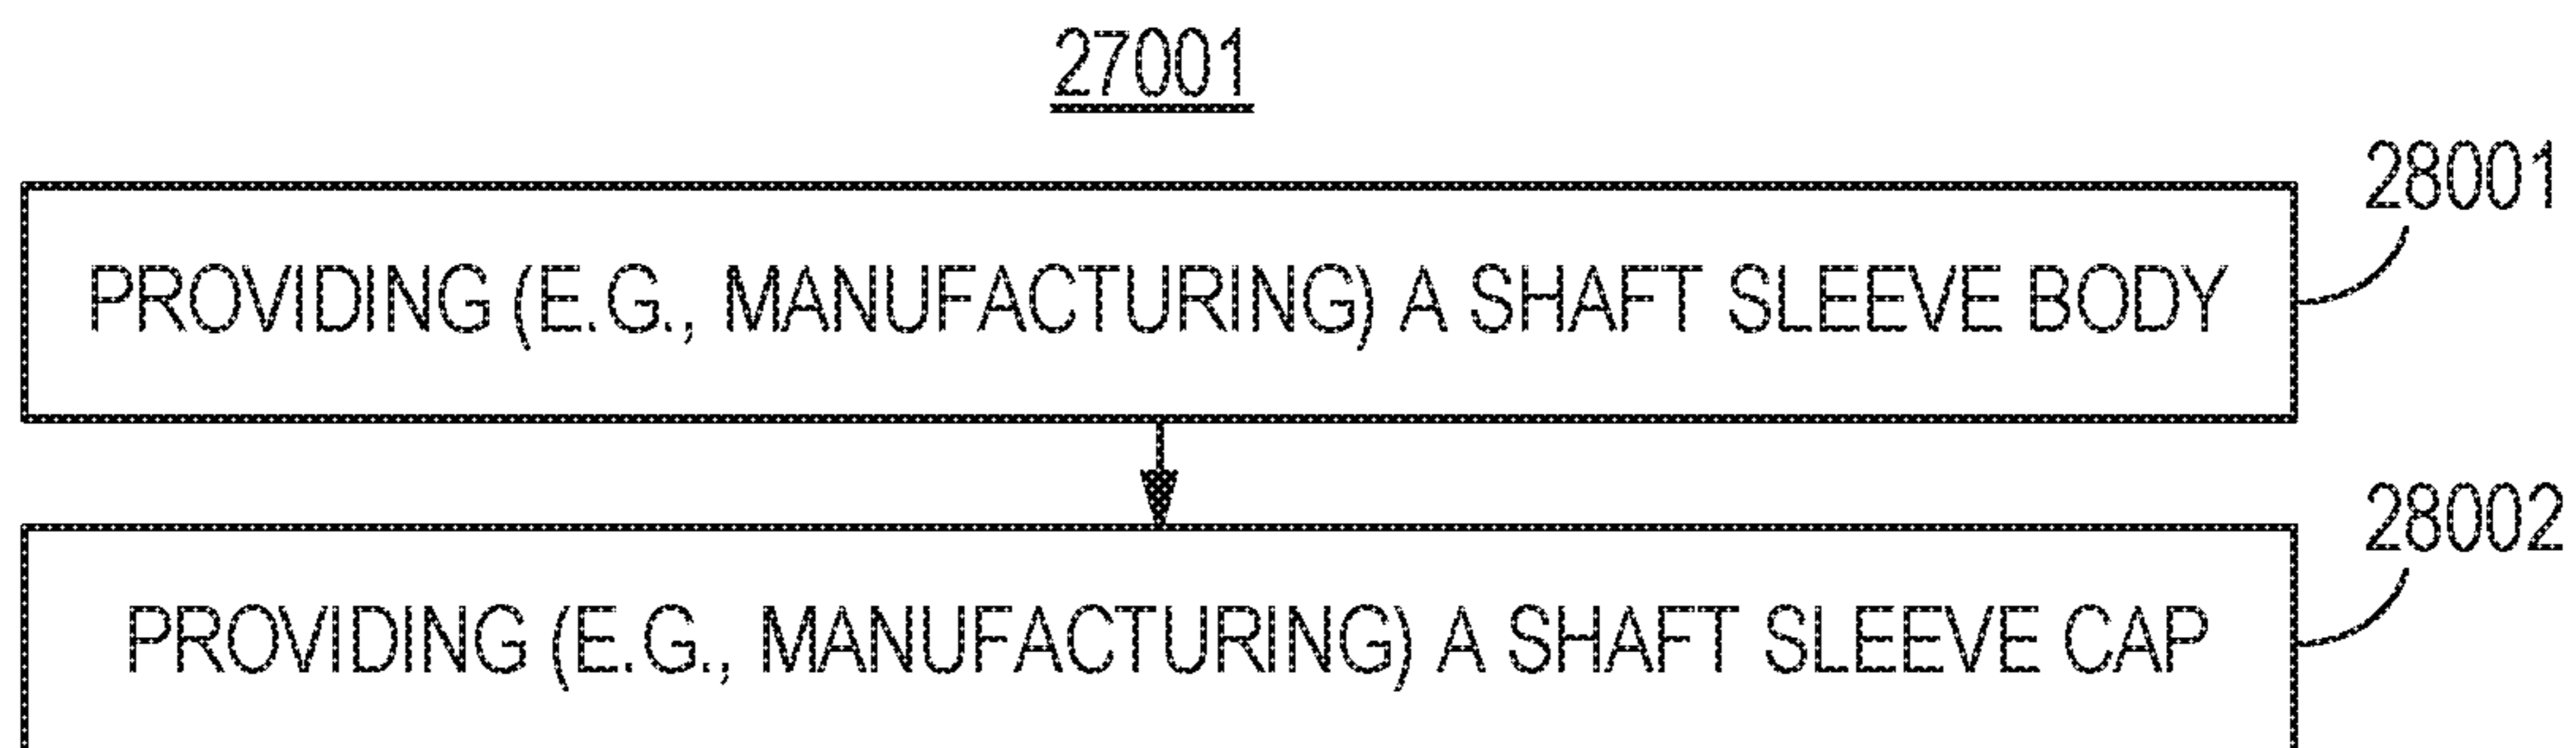 27001
28001
PROVIDING (E.G., MANUFACTURING) A SHAFT SLEEVE BODY
28002
PROVIDING (E.G., MANUFACTURING) A SHAFT SLEEVE CAP